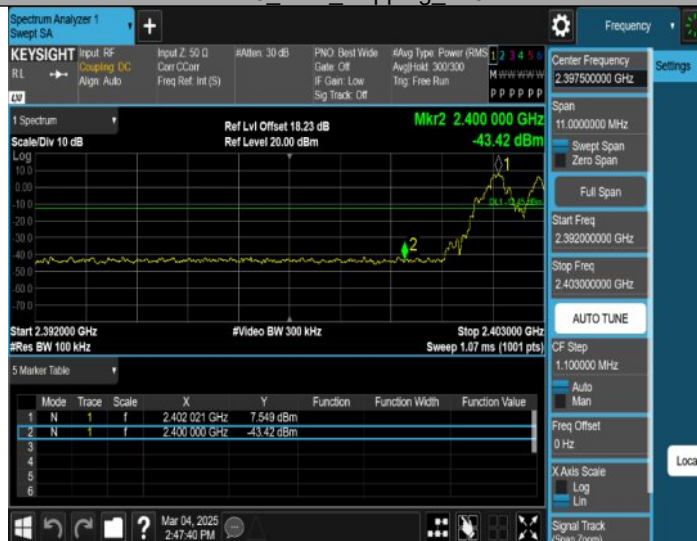 Spectrum Analyzer 1
Swept SA
+
Frequency
KEYSIGHT
RL
LXI
Input: RF
Coupling: DC
Align: Auto
Input Z: 50 Ω
Corr CCorr
Freq Ref: Int (S)
#Atten: 30 dB
PNO: Best Wide
Gate: Off
IF Gain: Low
Sig Track: Off
#Avg Type: Power (RMS
Avg|Hold: 300/300
Trig: Free Run
1 2 3 4 5 6
M W W W W W
P P P P P P
Center Frequency
2.397500000 GHz
Settings
Span
11.0000000 MHz
Swept Span
Zero Span
Full Span
Start Freq
2.392000000 GHz
Stop Freq
2.403000000 GHz
AUTO TUNE
CF Step
1.100000 MHz
Auto
Man
Freq Offset
0 Hz
X Axis Scale
Log
Lin
Signal Track
(Span Zoom)
Loca
1 Spectrum
Scale/Div 10 dB
Ref Lvl Offset 18.23 dB
Ref Level 20.00 dBm
Mkr2 2.400 000 GHz
-43.42 dBm
Log
10.0
0.00
-10.0
-20.0
-30.0
-40.0
-50.0
-60.0
-70.0
1
2
Start 2.392000 GHz
#Res BW 100 kHz
#Video BW 300 kHz
Stop 2.403000 GHz
Sweep 1.07 ms (1001 pts)
5 Marker Table
Mode Trace Scale X Y Function Function Width Function Value
1 N 1 f 2.402 021 GHz 7.549 dBm
2 N 1 f 2.400 000 GHz -43.42 dBm
3
4
5
6
?
Mar 04, 2025
2:47:40 PM